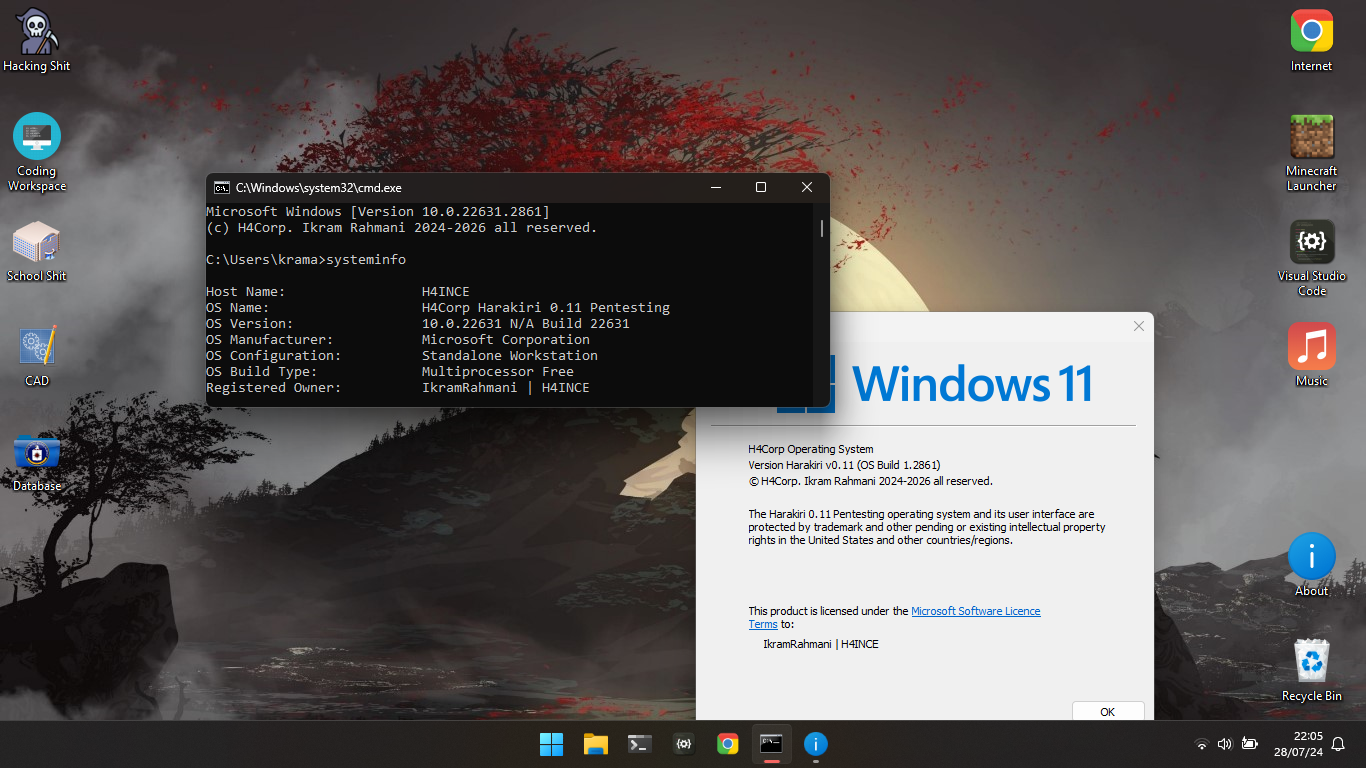 Hacking Shit
Coding
Workspace
School Shit
CAD
Database
C:\Windows\system32\cmd.exe
Microsoft Windows [Version 10.0.22631.2861]
(c) H4Corp. Ikram Rahmani 2024-2026 all reserved.
C:\Users\krama>systeminfo
Host Name: H4INCE
OS Name: H4Corp Harakiri 0.11 Pentesting
OS Version: 10.0.22631 N/A Build 22631
OS Manufacturer: Microsoft Corporation
OS Configuration: Standalone Workstation
OS Build Type: Multiprocessor Free
Registered Owner: IkramRahmani | H4INCE
Windows 11
H4Corp Operating System
Version Harakiri v0.11 (OS Build 1.2861)
© H4Corp. Ikram Rahmani 2024-2026 all reserved.
The Harakiri 0.11 Pentesting operating system and its user interface are
protected by trademark and other pending or existing intellectual property
rights in the United States and other countries/regions.
This product is licensed under the Microsoft Software Licence
Terms to:
IkramRahmani | H4INCE
OK
Internet
Minecraft
Launcher
Visual Studio
Code
Music
About
Recycle Bin
22:05
28/07/24